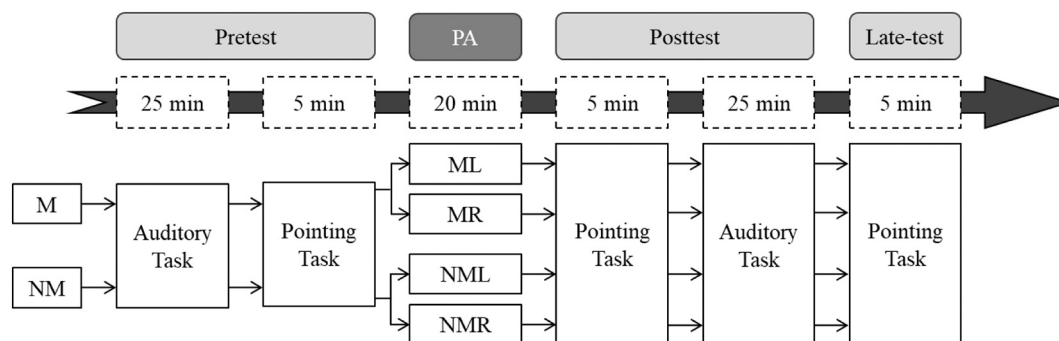 Pretest PA Posttest Late-test
25 min 5 min 20 min 5 min 25 min 5 min
ML
M MR
Auditory Task Pointing Task Pointing Task Auditory Task Pointing Task
NM NML
NMR